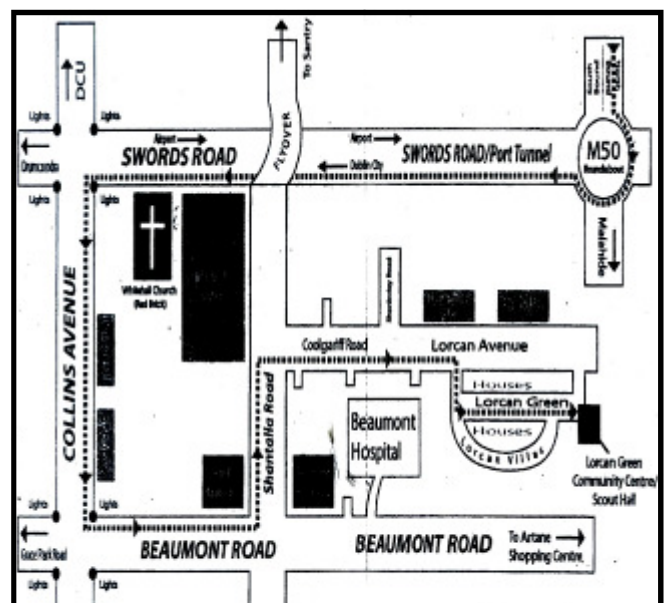 To Santry
DCU
Lights
Lights
South
Bound
FLYOVER
Airport
Airport
SWORDS ROAD
SWORDS ROAD/Port Tunnel
M50
Roundabout
Drumcondra
Dublin City
Lights
Lights
Malahide
Whitehall Church
(Red Brick)
COLLINS AVENUE
Coolgariff Road
Lorcan Avenue
Houses
Lorcan Green
Shantalla Road
Beaumont
Hospital
Houses
Lorcan Villas
Lorcan Green
Community Centre/
Scout Hall
Lights
Lights
Grace Park Road
BEAUMONT ROAD
BEAUMONT ROAD
To Artane
Shopping Centre.
Lights
Lights